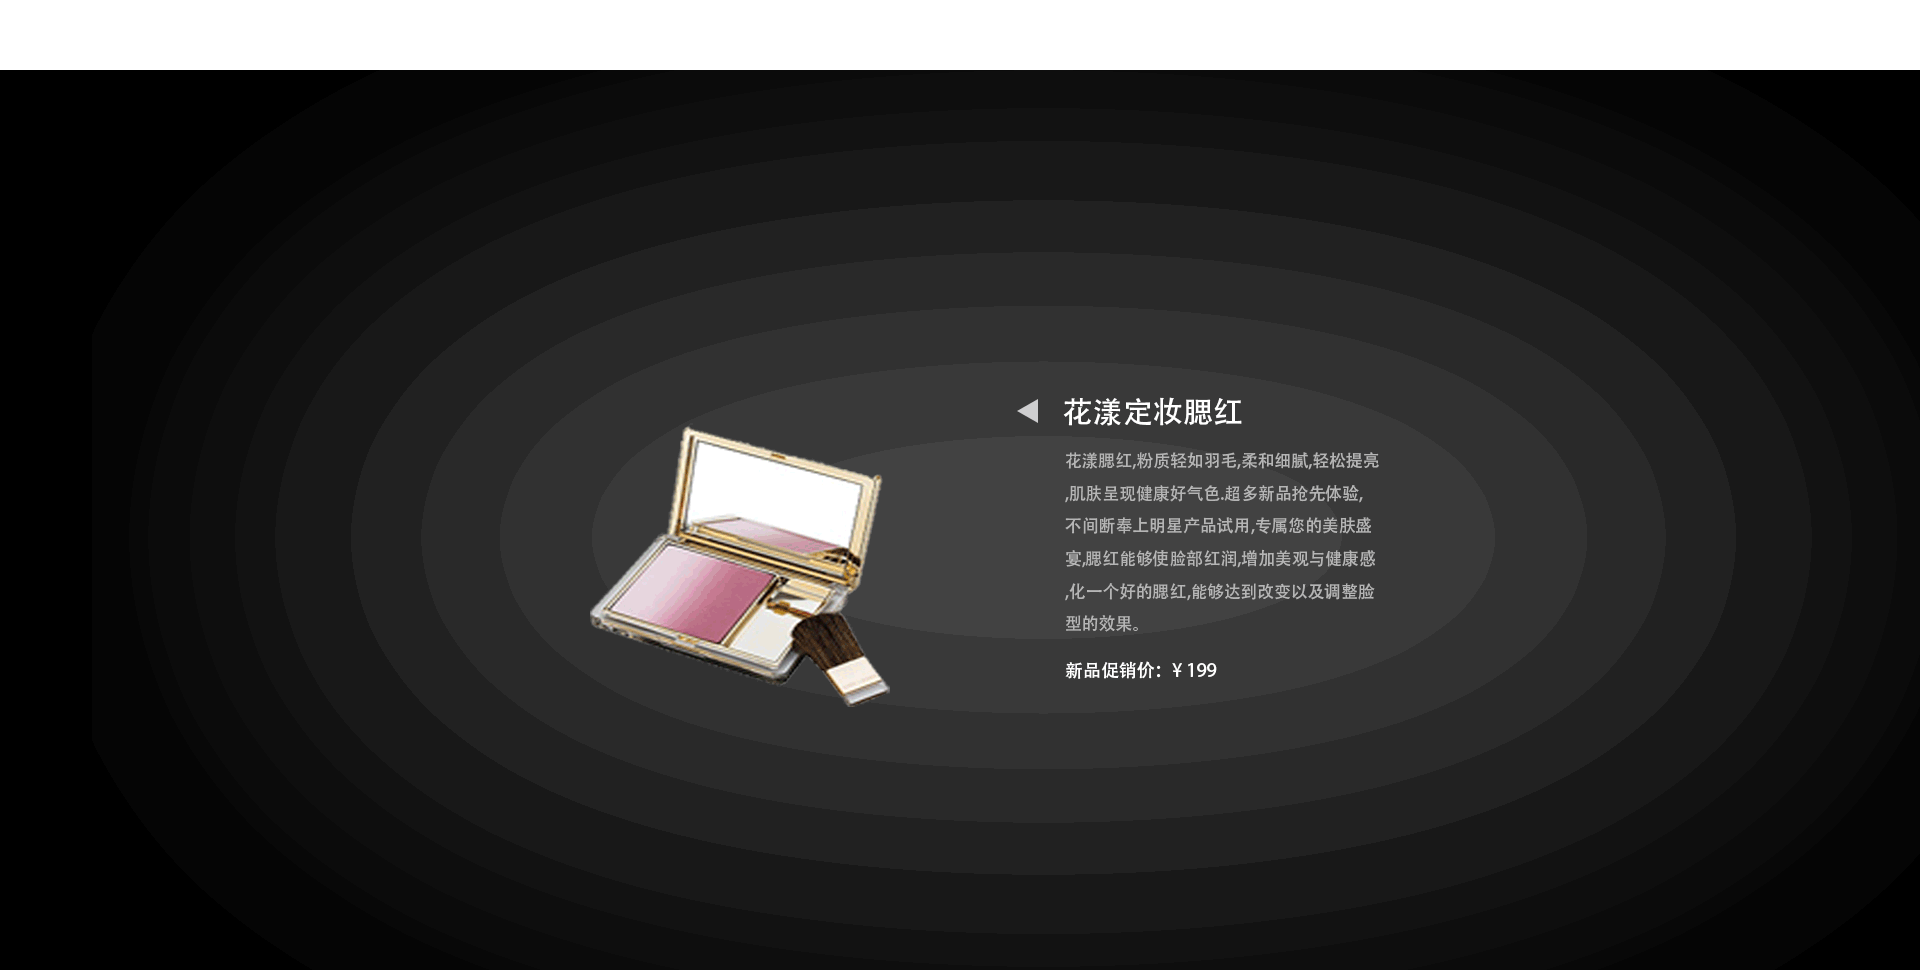 花漾定妆腮红
花漾腮红,粉质轻如羽毛,柔和细腻,轻松提亮
,肌肤呈现健康好气色.超多新品抢先体验,
不间断奉上明星产品试用,专属您的美肤盛
宴,腮红能够使脸部红润,增加美观与健康感
,化一个好的腮红,能够达到改变以及调整脸
型的效果。
新品促销价：¥ 199